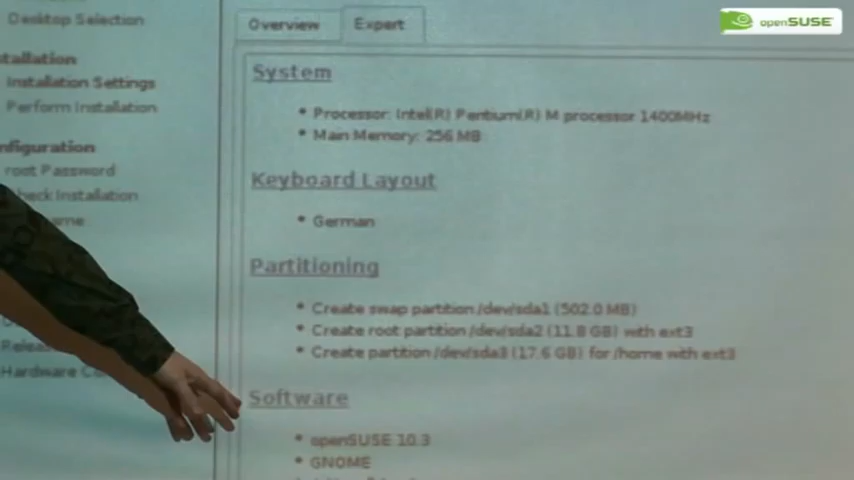 Desktop Selection
Installation Settings
Perform Installation
root Password
Check Installation
Hardware
Overview
Expert
openSUSE
System
• Processor: Intel(R) Pentium(R) M processor 1400MHz
• Main Memory: 256 MB
Keyboard Layout
• German
Partitioning
• Create swap partition /dev/sda1 (502.0 MB)
• Create root partition /dev/sda2 (11.8 GB) with ext3
• Create partition /dev/sda3 (17.6 GB) for /home with ext3
Software
• openSUSE 10.3
• GNOME